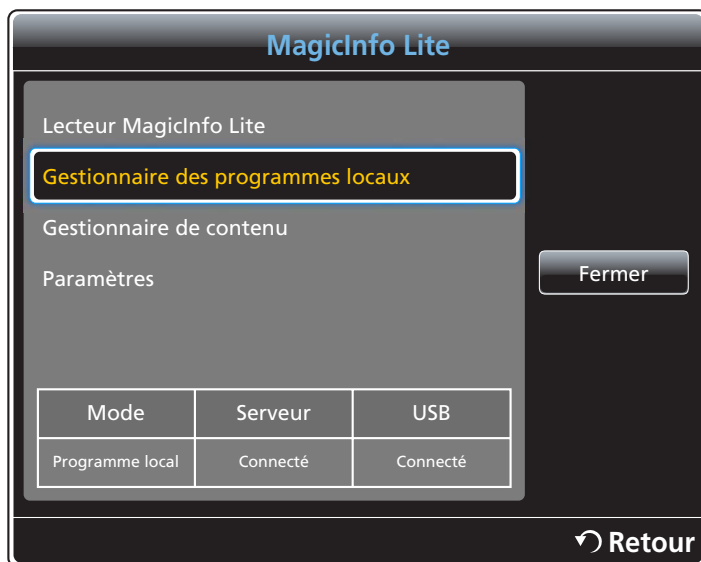 MagicInfo Lite
Lecteur MagicInfo Lite
Gestionnaire des programmes locaux
Gestionnaire de contenu
Paramètres
Fermer
Mode Serveur USB
Programme local Connecté Connecté
Retour